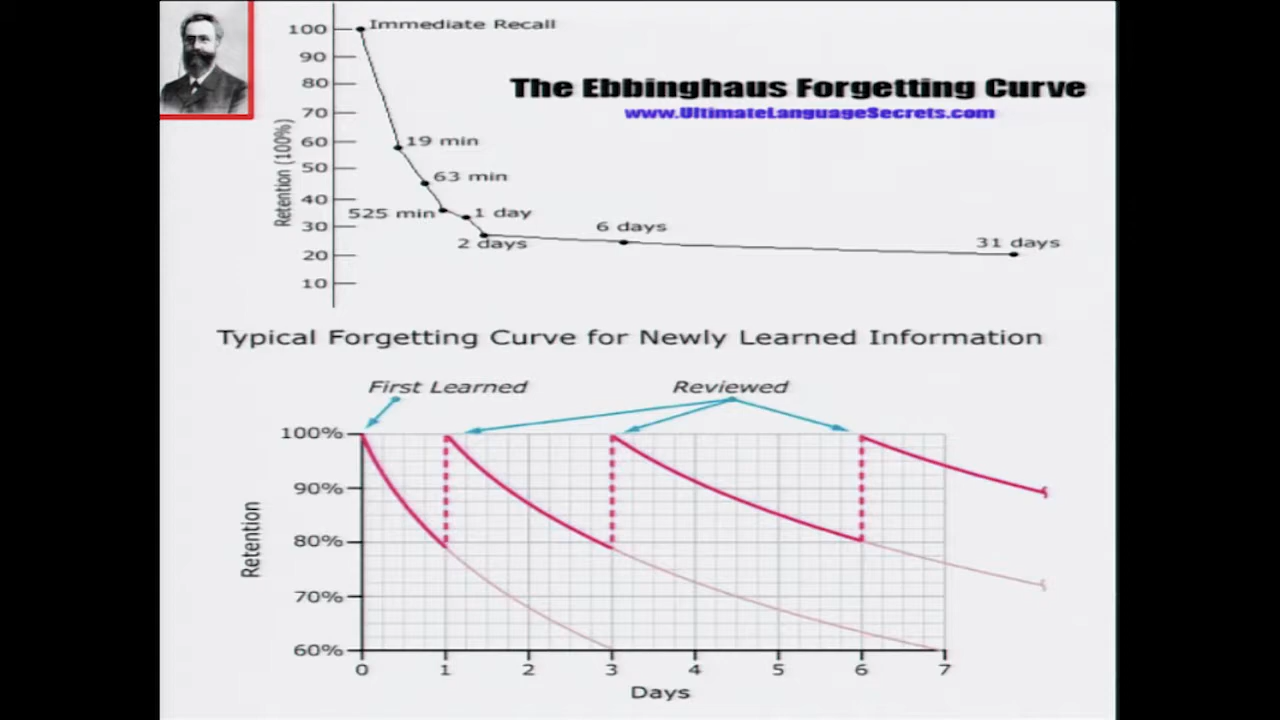 Immediate Recall
100
90
80
70
60
50
40
30
20
10
Retention (100%)
The Ebbinghaus Forgetting Curve
www.UltimateLanguageSecrets.com
19 min
63 min
525 min
1 day
2 days
6 days
31 days
Typical Forgetting Curve for Newly Learned Information
First Learned
Reviewed
100%
90%
80%
70%
60%
Retention
0 1 2 3 4 5 6 7
Days